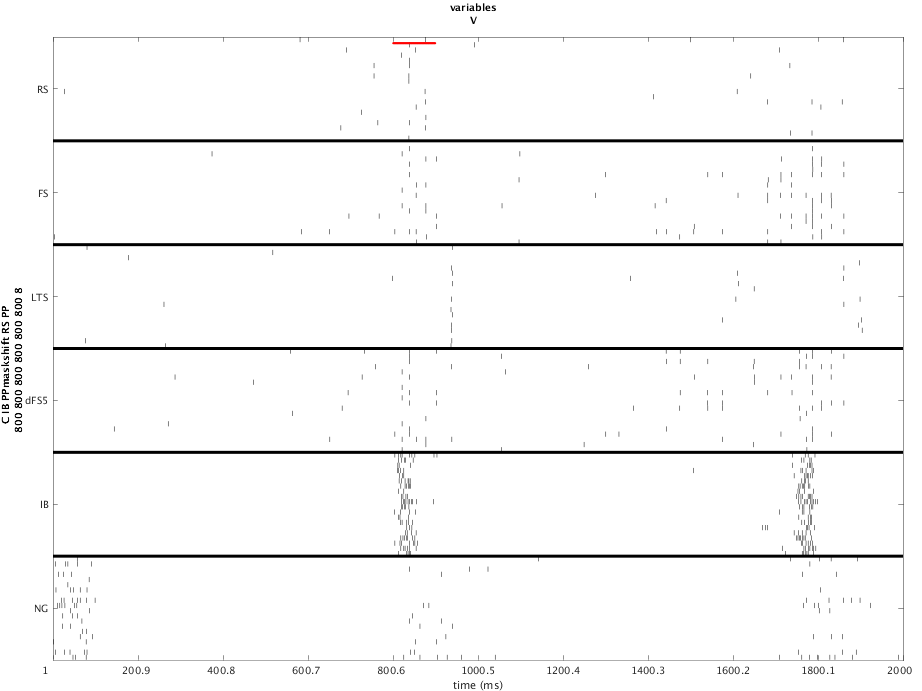 variables
V
C IB PPmaskshift RS PP
800 800 800 800 800 800 8
RS
FS
LTS
dFS5
IB
NG
1
200.9
400.8
600.7
800.6
1000.5
1200.4
1400.3
1600.2
1800.1
2000
time (ms)